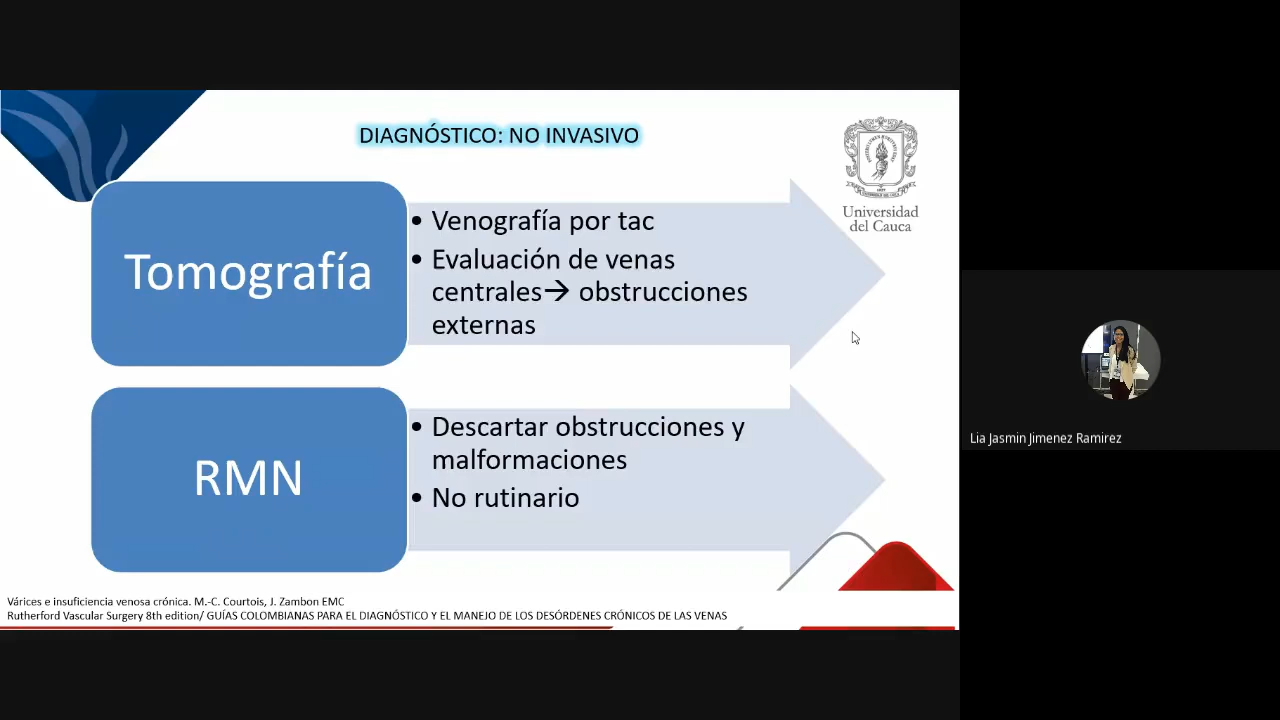 DIAGNÓSTICO: NO INVASIVO
Universidad
del Cauca
Tomografía
• Venografía por tac
• Evaluación de venas
centrales→ obstrucciones
externas
RMN
• Descartar obstrucciones y
malformaciones
• No rutinario
Várices e insuficiencia venosa crónica. M.-C. Courtois, J. Zambon EMC
Rutherford Vascular Surgery 8th edition/ GUÍAS COLOMBIANAS PARA EL DIAGNÓSTICO Y EL MANEJO DE LOS DESÓRDENES CRÓNICOS DE LAS VENAS
Lia Jasmin Jimenez Ramirez